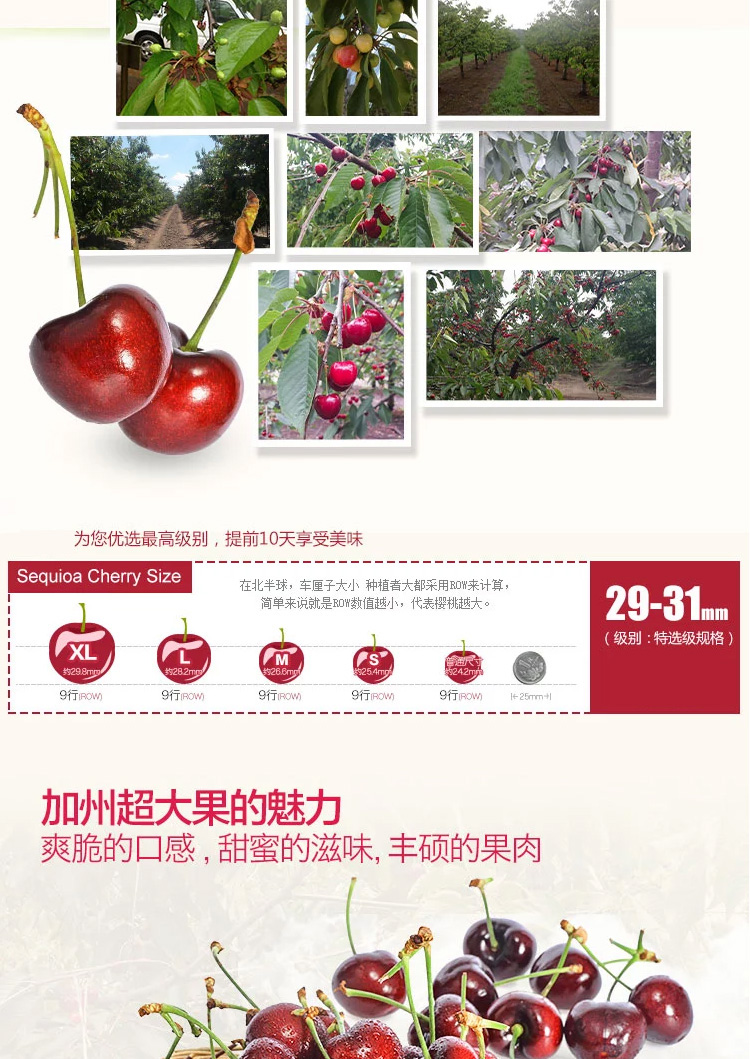 为您优选最高级别，提前10天享受美味
Sequioa Cherry Size
在北半球，车厘子大小 种植者大都采用ROW来计算，
简单来说就是ROW数值越小，代表樱桃越大。
XL
约29.8mm
L
约28.2mm
M
约26.6mm
S
约25.4mm
普通尺寸
约24.2mm
9行(ROW)
9行(ROW)
9行(ROW)
9行(ROW)
9行(ROW)
25mm
29-31mm
（级别：特选级规格）
加州超大果的魅力
爽脆的口感，甜蜜的滋味，丰硕的果肉